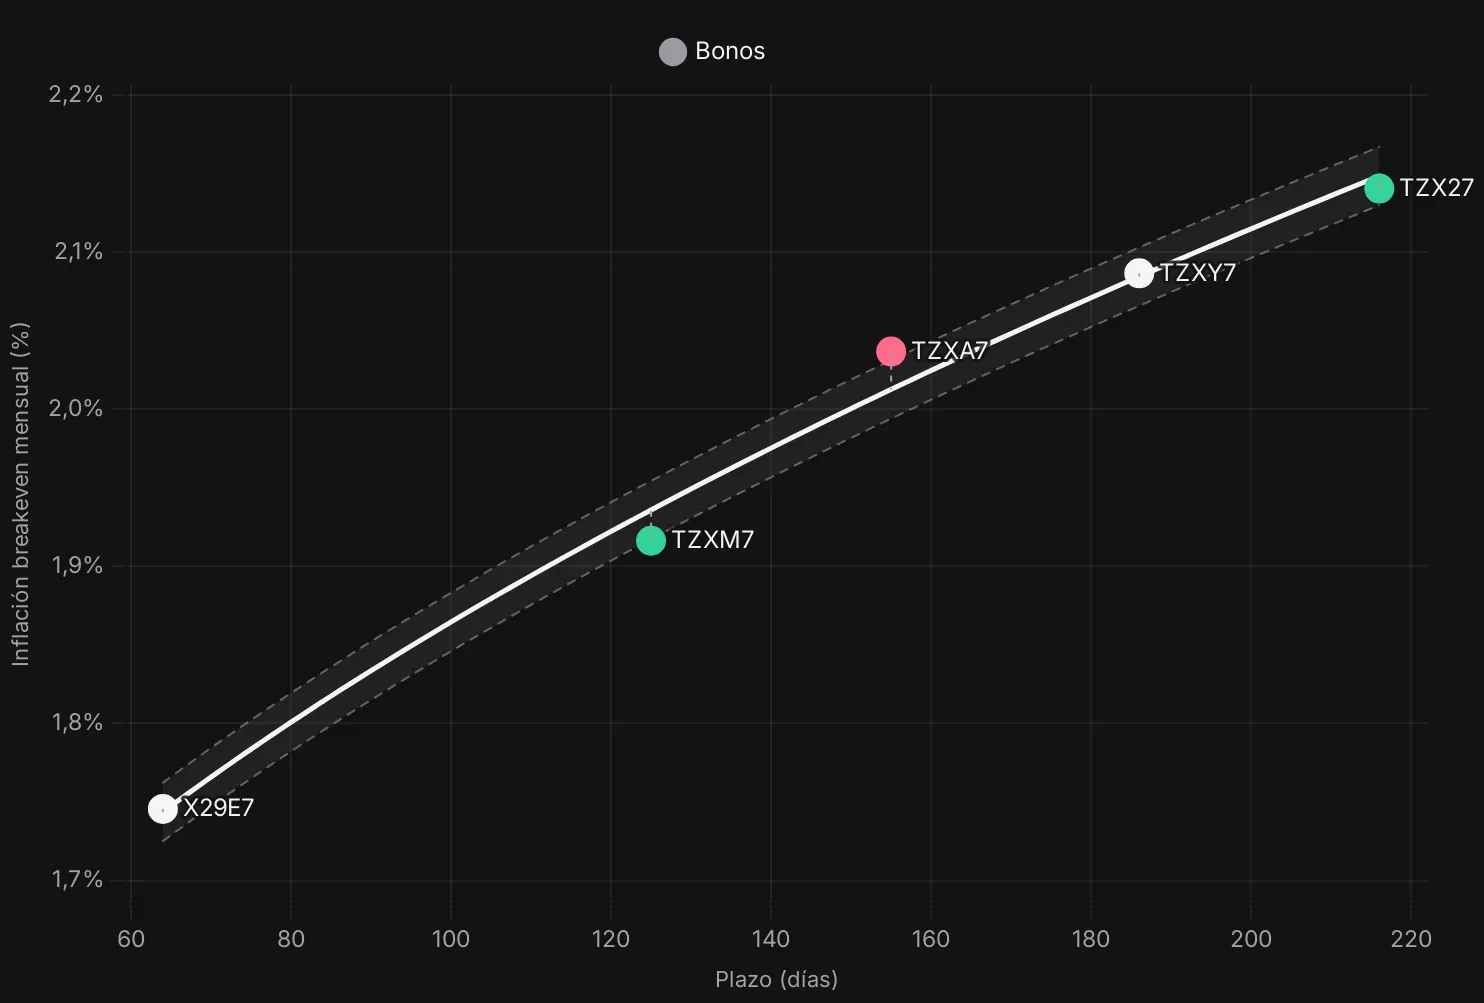 Bonos
2,2%
2,1%
2,0%
1,9%
1,8%
1,7%
Inflación breakeven mensual (%)
TZX27
TZXY7
TZXA7
TZXM7
X29E7
60 80 100 120 140 160 180 200 220
Plazo (días)